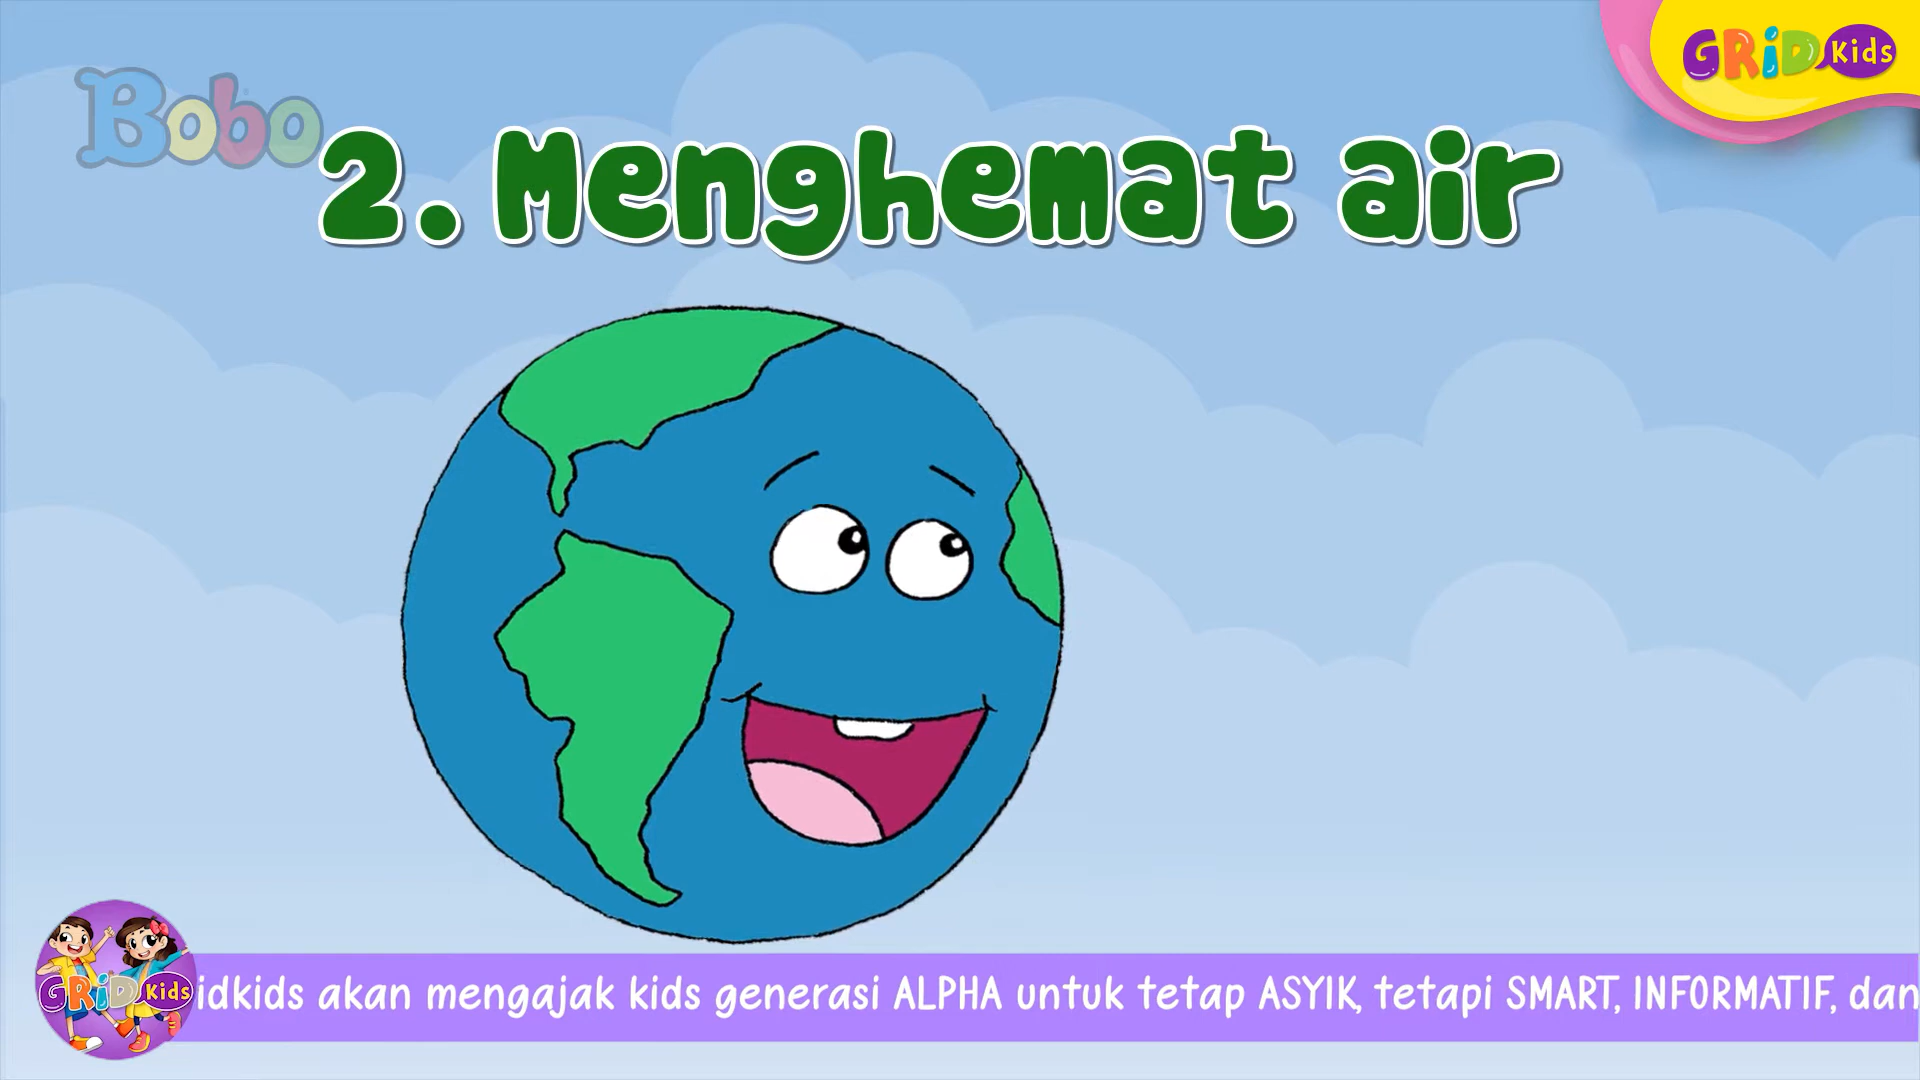 Bobo
GRiD Kids
2. Menghemat air
GRiD Kids
idkids akan mengajak kids generasi ALPHA untuk tetap ASYIK, tetapi SMART, INFORMATIF, dan